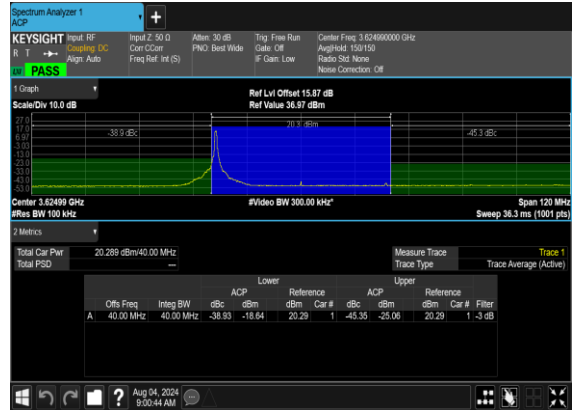 Spectrum Analyzer 1
ACP
+
KEYSIGHT Input: RF Input Z: 50 Ω Atten: 30 dB Trig: Free Run Center Freq: 3.624990000 GHz
R T Coupling: DC Corr CCorr PNO: Best Wide Gate: Off Avg|Hold: 150/150
Align: Auto Freq Ref: Int (S) IF Gain: Low Radio Std: None
LW PASS Noise Correction: Off
1 Graph Ref Lvl Offset 15.87 dB
Scale/Div 10.0 dB Ref Value 36.97 dBm
27.0
17.0 -38.9 dBc 20.3 dBm -45.3 dBc
6.97
-3.03
-13.0
-23.0
-33.0
-43.0
-53.0
Center 3.62499 GHz #Video BW 300.00 kHz* Span 120 MHz
#Res BW 100 kHz Sweep 36.3 ms (1001 pts)
2 Metrics
Total Car Pwr 20.289 dBm/40.00 MHz Measure Trace Trace 1
Total PSD --- Trace Type Trace Average (Active)
Lower Upper
ACP Reference ACP Reference
Offs Freq Integ BW dBc dBm dBm Car # dBc dBm dBm Car # Filter
A 40.00 MHz 40.00 MHz -38.93 -18.64 20.29 1 -45.35 -25.06 20.29 1 -3 dB
? Aug 04, 2024
9:00:44 AM